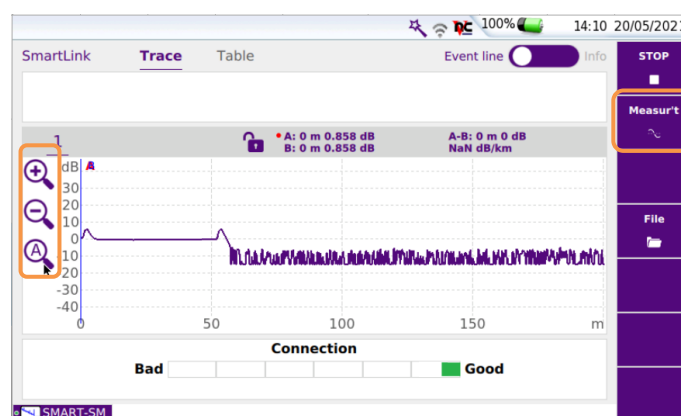 100% 14:10 20/05/2021
SmartLink Trace Table Event line Info STOP
Measur't
1 A: 0 m 0.858 dB A-B: 0 m 0 dB
B: 0 m 0.858 dB NaN dB/km
dB A
30
20
10
0
A -10
-20
-30
-40
File
0 50 100 150 m
Connection
Bad Good
SMART-SM